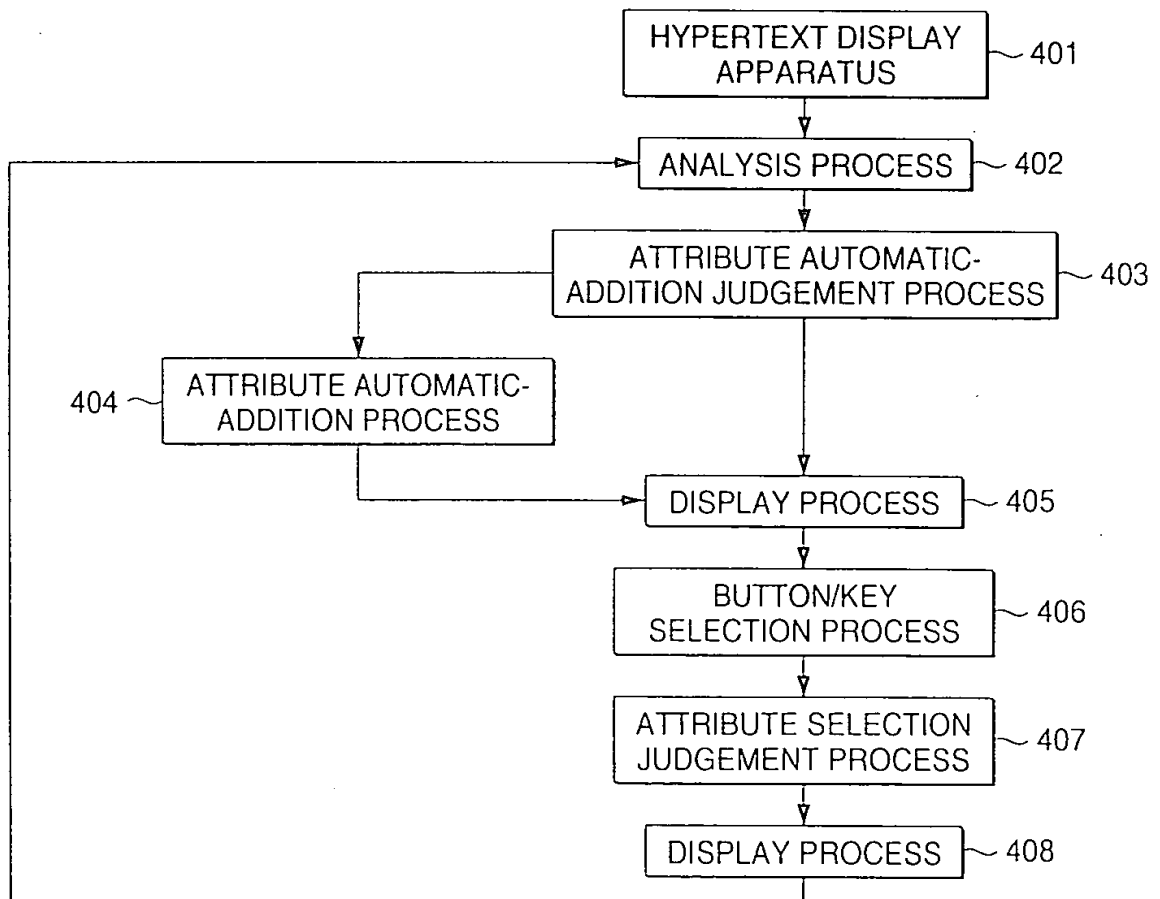 HYPERTEXT DISPLAY
APPARATUS
401
ANALYSIS PROCESS
402
ATTRIBUTE AUTOMATIC-
ADDITION JUDGEMENT PROCESS
403
404
ATTRIBUTE AUTOMATIC-
ADDITION PROCESS
DISPLAY PROCESS
405
BUTTON/KEY
SELECTION PROCESS
406
ATTRIBUTE SELECTION
JUDGEMENT PROCESS
407
DISPLAY PROCESS
408